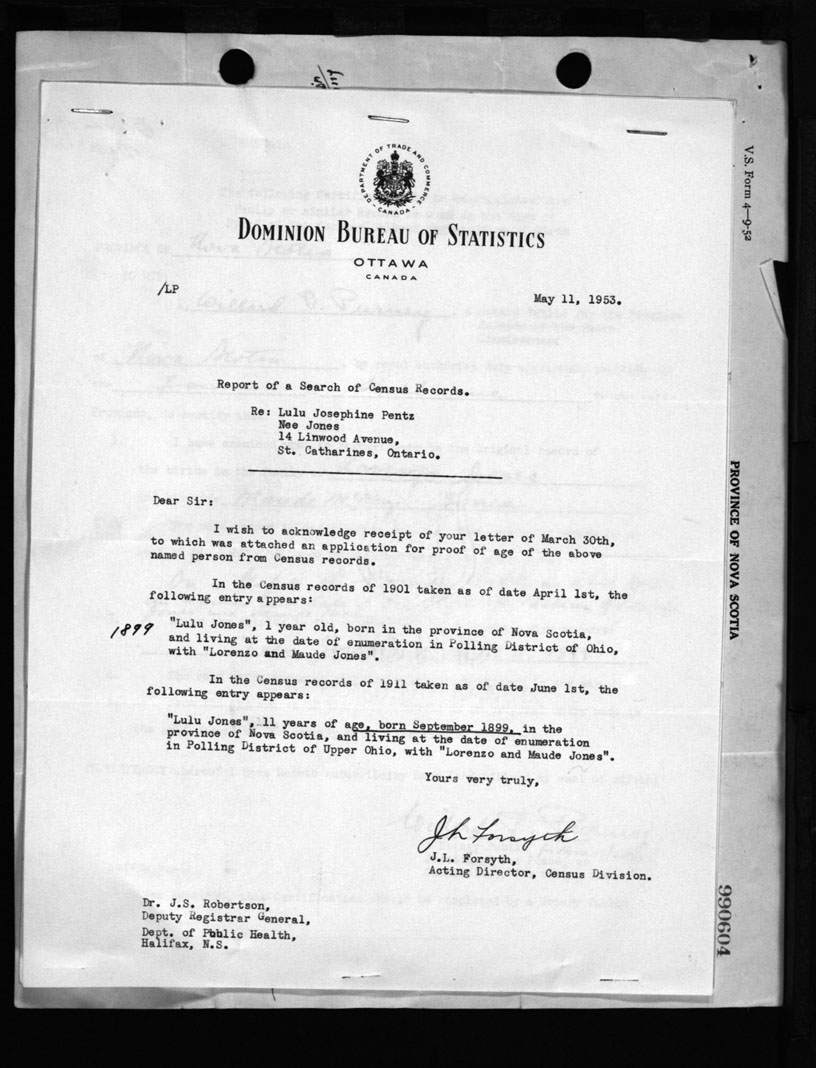 V.S. Form 4—9-52
DEPARTMENT OF TRADE AND COMMERCE
- CANADA -
DOMINION BUREAU OF STATISTICS
OTTAWA
CANADA
/LP
May 11, 1953.
Report of a Search of Census Records.
Re: Lulu Josephine Pentz
Nee Jones
14 Linwood Avenue,
St. Catharines, Ontario.
Dear Sir:
I wish to acknowledge receipt of your letter of March 30th,
to which was attached an application for proof of age of the above
named person from Census records.
In the Census records of 1901 taken as of date April 1st, the
following entry appears:
1899
"Lulu Jones", 1 year old, born in the province of Nova Scotia,
and living at the date of enumeration in Polling District of Ohio,
with "Lorenzo and Maude Jones".
In the Census records of 1911 taken as of date June 1st, the
following entry appears:
"Lulu Jones", 11 years of age, born September 1899, in the
province of Nova Scotia, and living at the date of enumeration
in Polling District of Upper Ohio, with "Lorenzo and Maude Jones".
Yours very truly,
J L Forsyth
J.L. Forsyth,
Acting Director, Census Division.
Dr. J.S. Robertson,
Deputy Registrar General,
Dept. of Public Health,
Halifax, N.S.
PROVINCE OF NOVA SCOTIA
990604